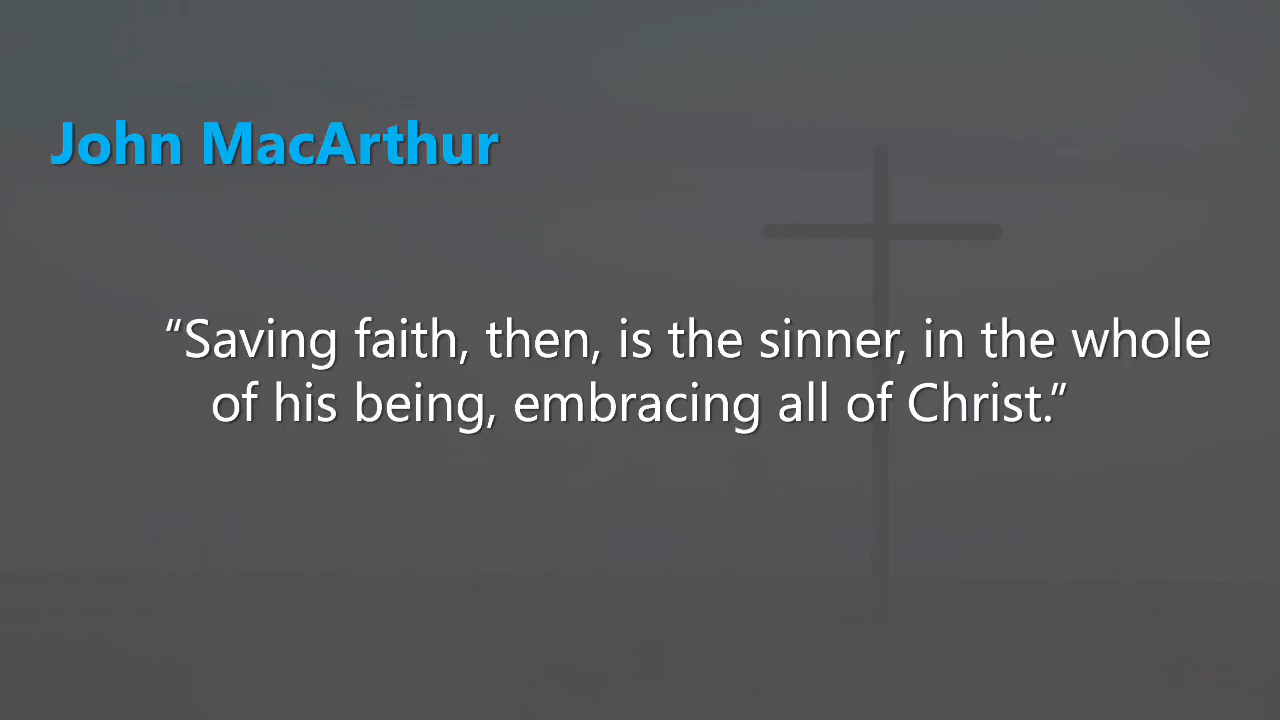 John MacArthur
“Saving faith, then, is the sinner, in the whole
of his being, embracing all of Christ.”